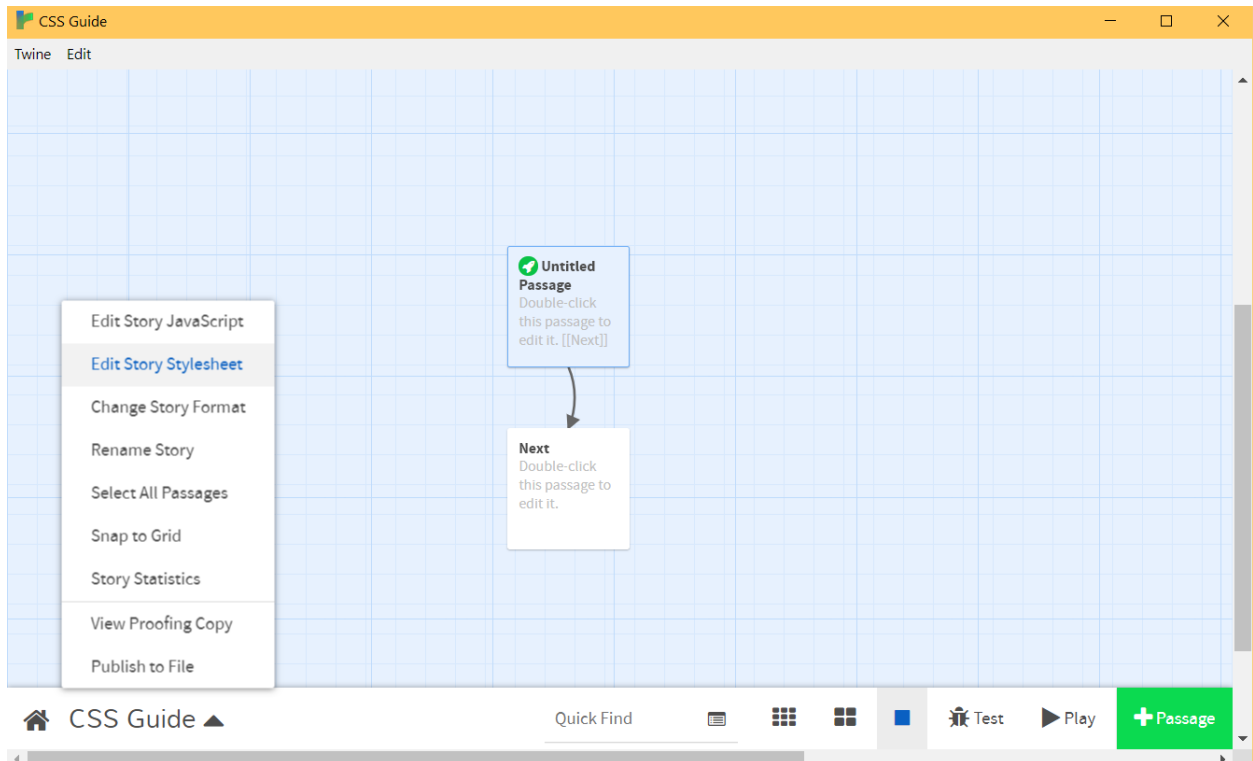 CSS Guide
Twine Edit
Untitled
Passage
Double-click
this passage to
edit it. [[Next]]
Next
Double-click
this passage to
edit it.
Edit Story JavaScript
Edit Story Stylesheet
Change Story Format
Rename Story
Select All Passages
Snap to Grid
Story Statistics
View Proofing Copy
Publish to File
CSS Guide Quick Find Test Play Passage